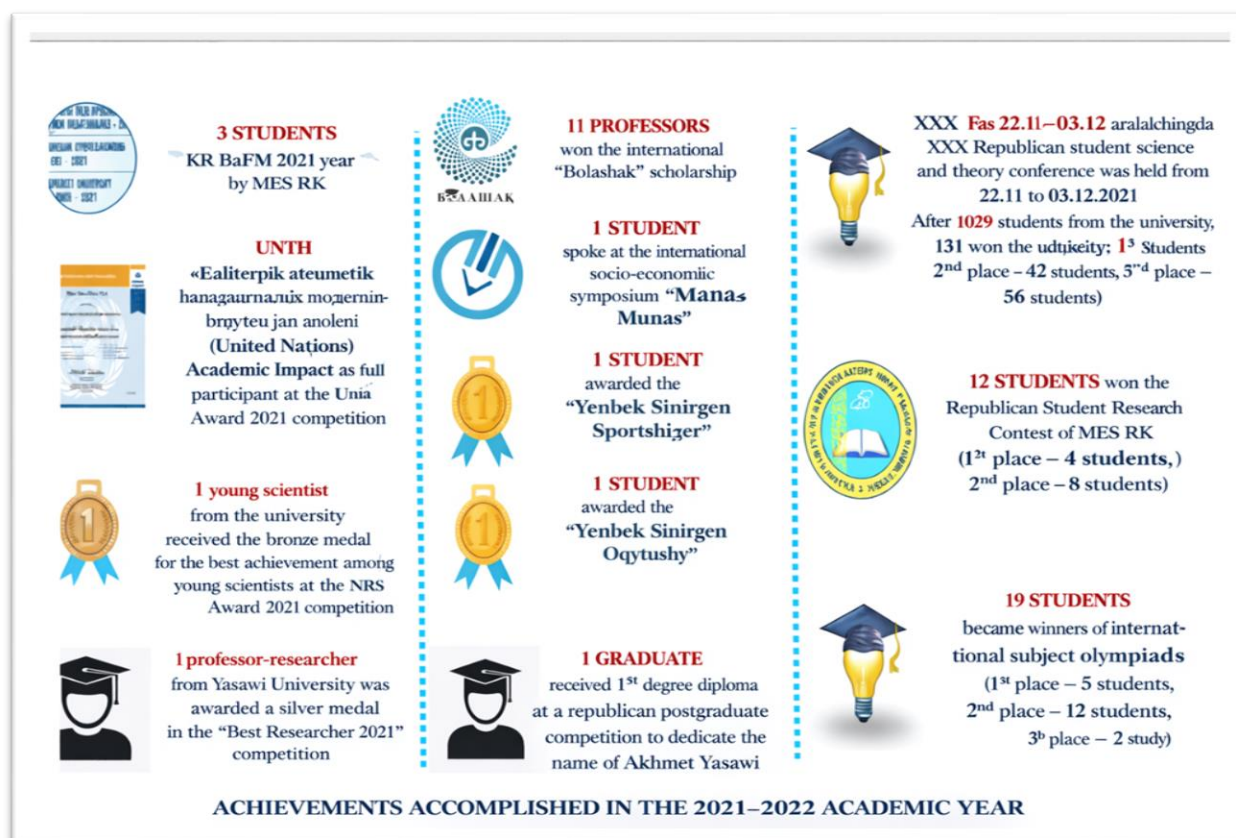 3 STUDENTS
KR BaFM 2021 year
by MES RK
UNTH
«Ealiterpik ateumetik
hanagaurnaлix moдernin-
brnyteu jan anoleni
(United Nations)
Academic Impact as full
participant at the Unia
Award 2021 competition
1 young scientist
from the university
received the bronze medal
for the best achievement among
young scientists at the NRS
Award 2021 competition
1 professor-researcher
from Yasawi University was
awarded a silver medal
in the “Best Researcher 2021”
competition
11 PROFESSORS
won the international
“Bolashak” scholarship
1 STUDENT
spoke at the international
socio-economic
symposium “Manas
Munas”
1 STUDENT
awarded the
“Yenbek Sinirgen
Sportshiзer”
1 STUDENT
awarded the
“Yenbek Sinirgen
Oqytushy”
1 GRADUATE
received 1st degree diploma
at a republican postgraduate
competition to dedicate the
name of Akhmet Yasawi
XXX Fas 22.11–03.12 aralalchingda
XXX Republican student science
and theory conference was held from
22.11 to 03.12.2021
After 1029 students from the university,
131 won the 1³ Students
2nd place – 42 students, 3"d place –
56 students)
12 STUDENTS won the
Republican Student Research
Contest of MES RK
(1²t place – 4 students,)
2nd place – 8 students)
19 STUDENTS
became winners of internat-
tional subject olympiads
(1st place – 5 students,
2nd place – 12 students,
3b place – 2 study)
ACHIEVEMENTS ACCOMPLISHED IN THE 2021–2022 ACADEMIC YEAR